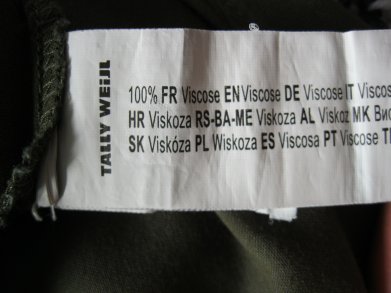 TALLY WEiJL
100% FR Viscose EN Viscose DE Viscose IT Viscos
HR Viskoza RS-BA-ME Viskoza AL Viskoz MK Вис
SK Viskóza PL Wiskoza ES Viscosa PT Viscose T